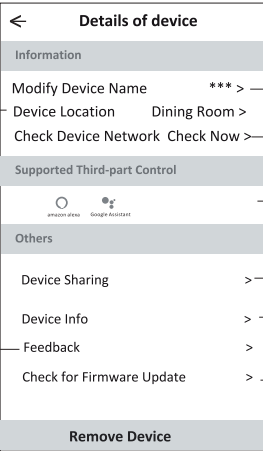 ← Details of device
Information
Modify Device Name *** >
Device Location Dining Room >
Check Device Network Check Now >
Supported Third-part Control
amazon alexa Google Assistant
Others
Device Sharing >
Device Info >
Feedback >
Check for Firmware Update >
Remove Device